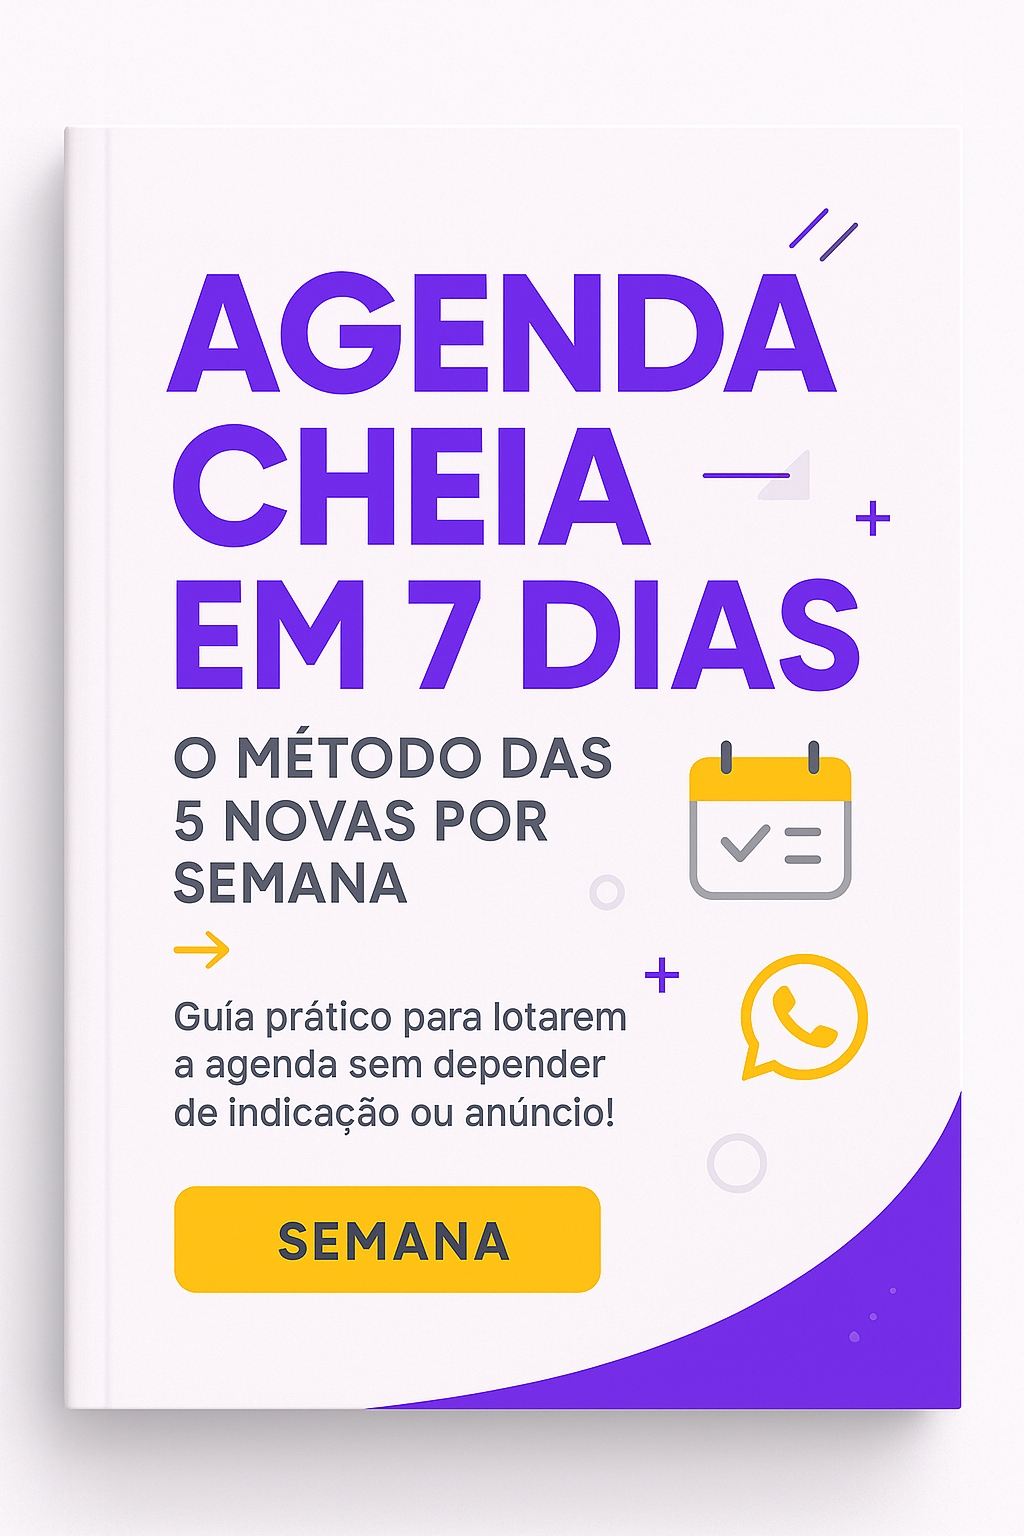 AGENDA
CHEIA
EM 7 DIAS
O MÉTODO DAS
5 NOVAS POR
SEMANA
Guía prático para lotarem
a agenda sem depender
de indicação ou anúncio!
SEMANA